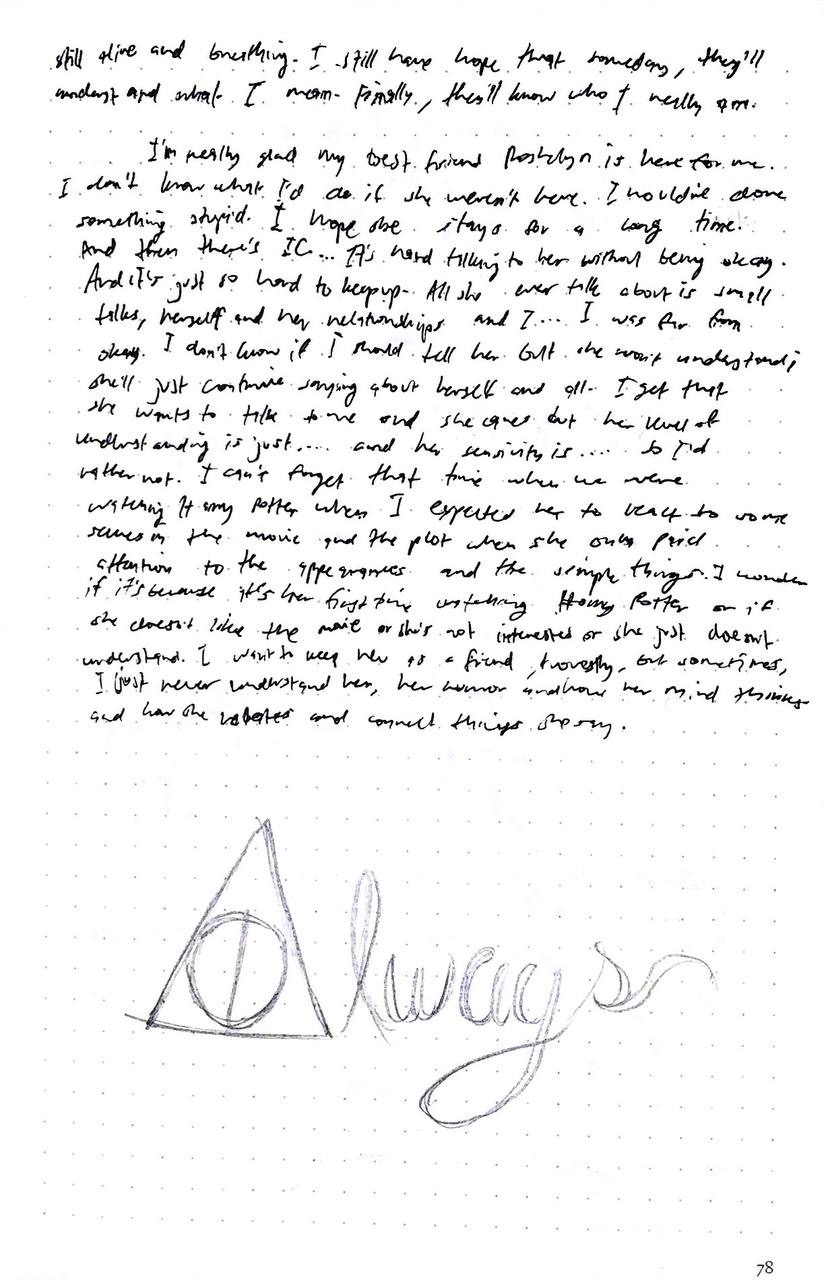 still alive and breathing. I still have hope that someday, they'll
understand what I mean. Finally, they'll know who I really am.
I'm really glad my best friend is here for me.
I don't know what I'd do if she weren't here. I would've done
something stupid. I hope she stays for a long time.
And then there's IC... It's hard talking to her without being okay.
And it's just so hard to keep up. All she ever talk about is small
talks, herself and her relationships and I... I was far from
okay. I don't know if I should tell her but she won't understand;
she'll just continue saying about herself and all. I get that
she wants to talk to me and she cares but her level of
understanding is just.... and her sensivity is.... so I'd
rather not. I can't forget that time when we were
watching Harry Potter when I expected her to react to some
scenes in the movie and the plot when she only paid
attention to the appearances and the simple things. I wonder
if it's because it's her first time watching Harry Potter or if
she doesn't like the movie or she's not interested or she just doesn't
understand. I want to keep her as a friend, honestly, but sometimes,
I just never understand her, her humor and how her mind thinks
and how she relates and connect things she say.
Always
78